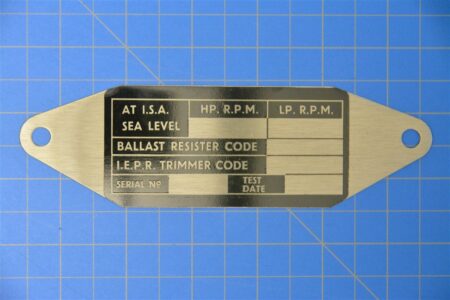 AT I.S.A. HP. R.P.M. LP. R.P.M.
SEA LEVEL
BALLAST RESISTER CODE
I.E.P.R. TRIMMER CODE
SERIAL Nº TEST
DATE